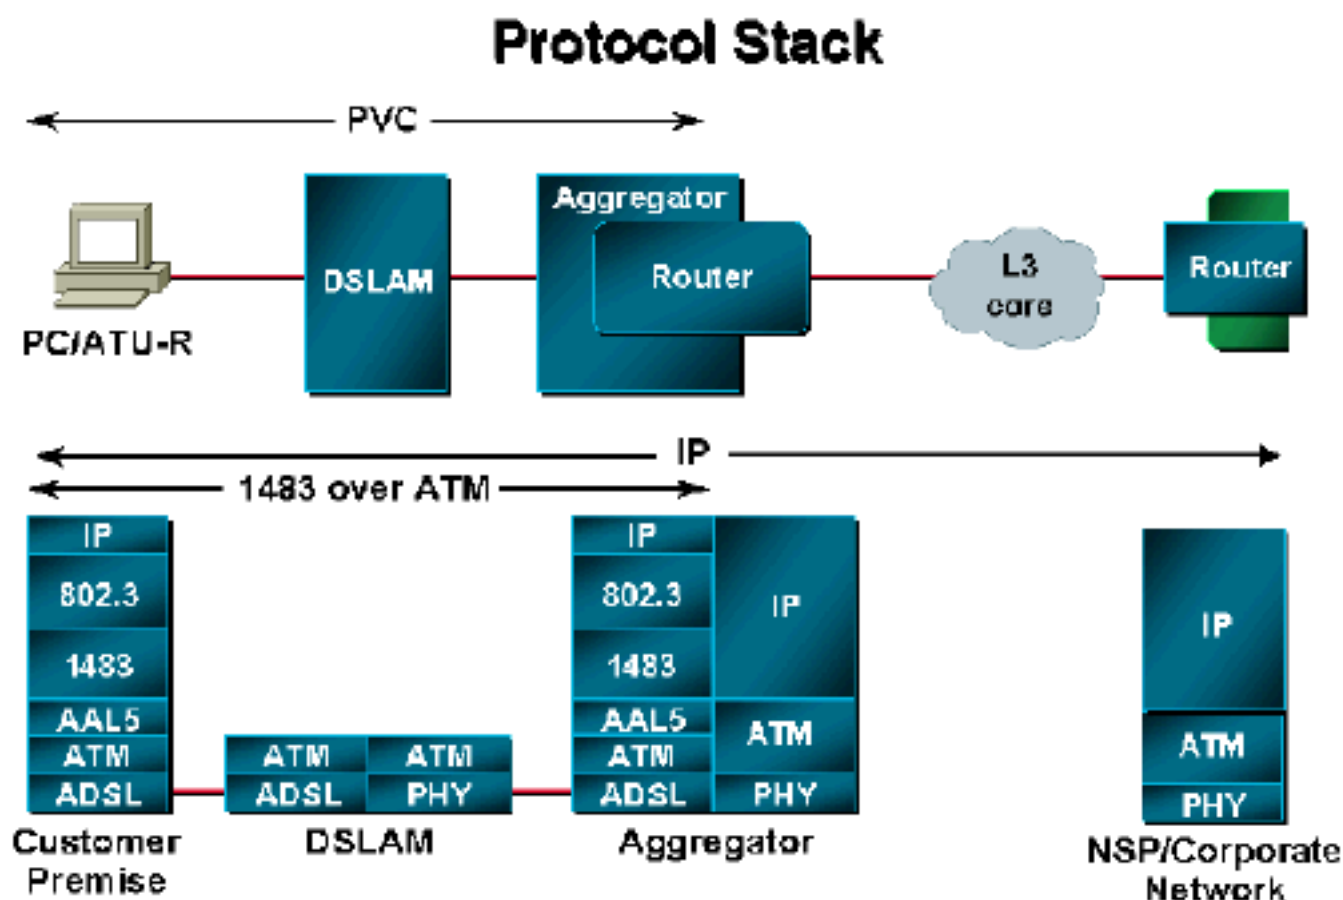 Protocol Stack
PVC
Aggregator
DSLAM
Router
L3
core
Router
PC/ATU-R
IP
1483 over ATM
IP
802.3
1483
AAL5
ATM
ADSL
ATM
ATM
ADSL
PHY
IP
802.3
1483
AAL5
ATM
ADSL
IP
ATM
PHY
IP
ATM
PHY
Customer
Premise
DSLAM
Aggregator
NSP/Corporate
Network